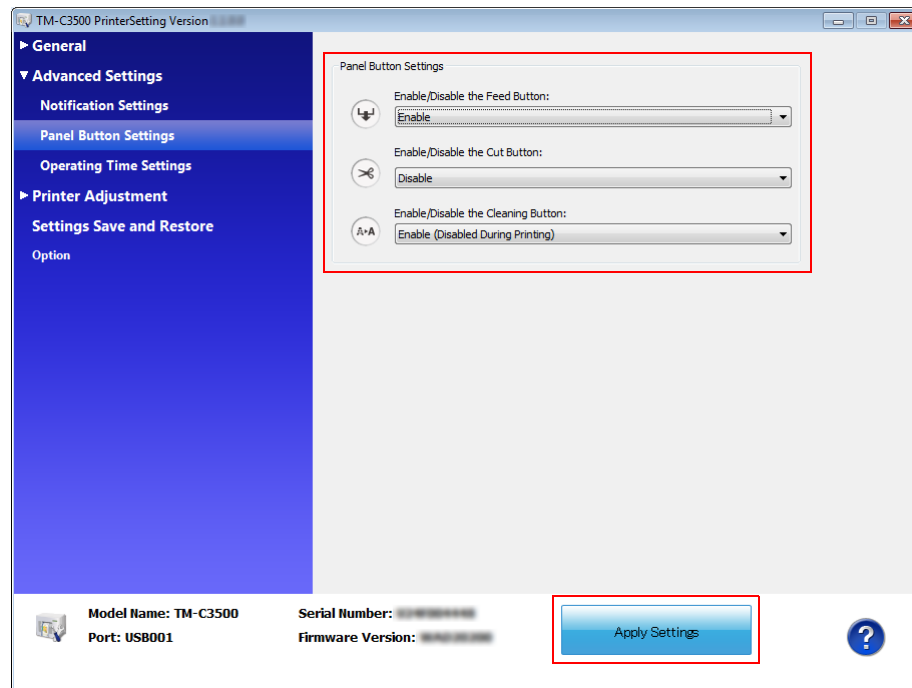 TM-C3500 PrinterSetting Version
General
Advanced Settings
Notification Settings
Panel Button Settings
Operating Time Settings
Printer Adjustment
Settings Save and Restore
Option
Panel Button Settings
Enable/Disable the Feed Button:
Enable
Enable/Disable the Cut Button:
Disable
Enable/Disable the Cleaning Button:
Enable (Disabled During Printing)
Model Name: TM-C3500
Port: USB001
Serial Number:
Firmware Version:
Apply Settings
?